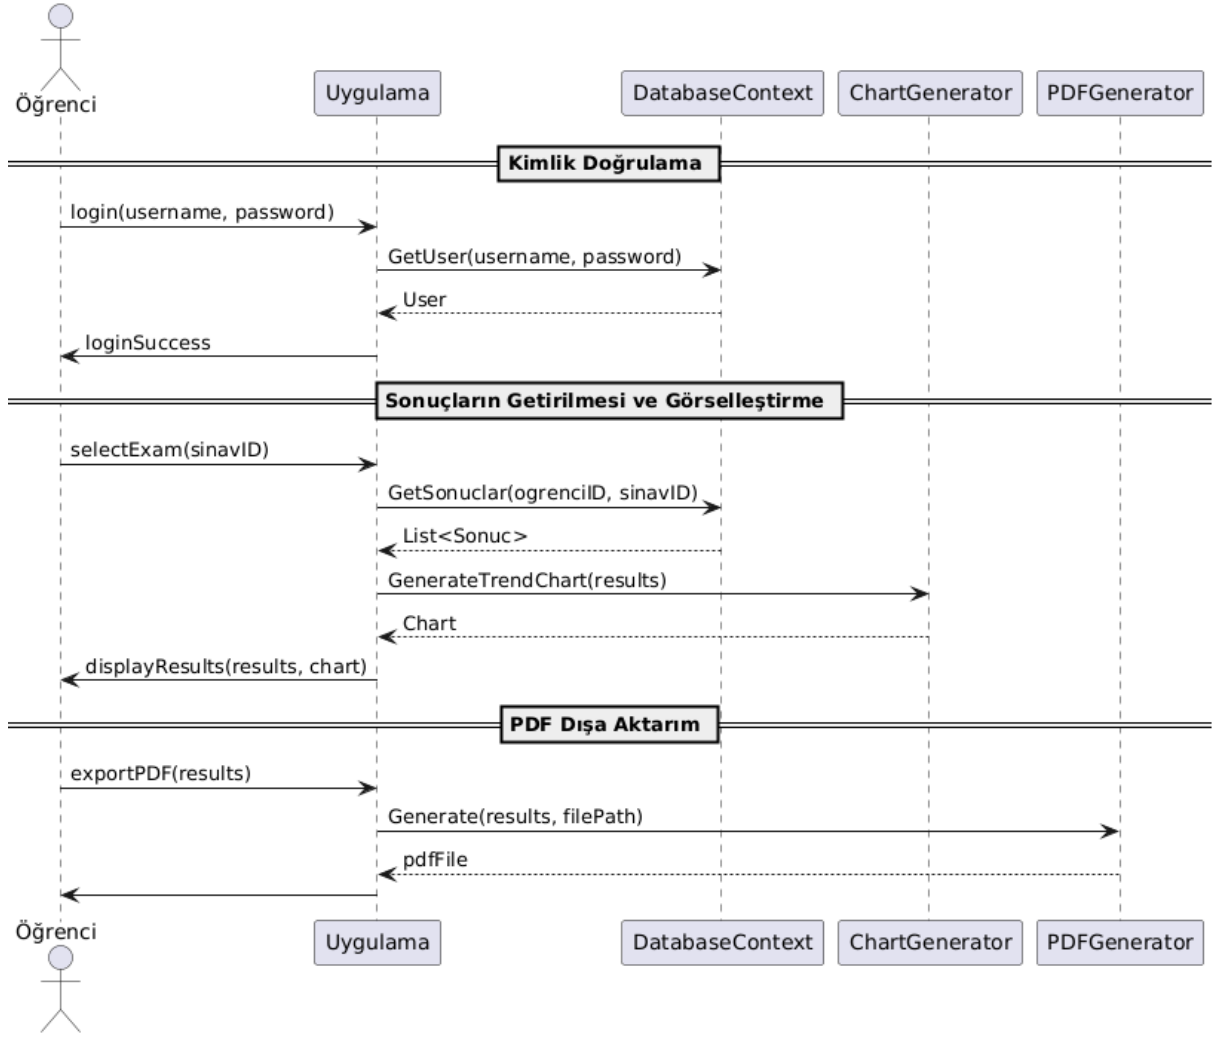 Öğrenci
Uygulama
DatabaseContext
ChartGenerator
PDFGenerator
Kimlik Doğrulama
login(username, password)
GetUser(username, password)
User
loginSuccess
Sonuçların Getirilmesi ve Görselleştirme
selectExam(sinavID)
GetSonuclar(ogrenciID, sinavID)
List<Sonuc>
GenerateTrendChart(results)
Chart
displayResults(results, chart)
PDF Dışa Aktarım
exportPDF(results)
Generate(results, filePath)
pdfFile
Öğrenci
Uygulama
DatabaseContext
ChartGenerator
PDFGenerator